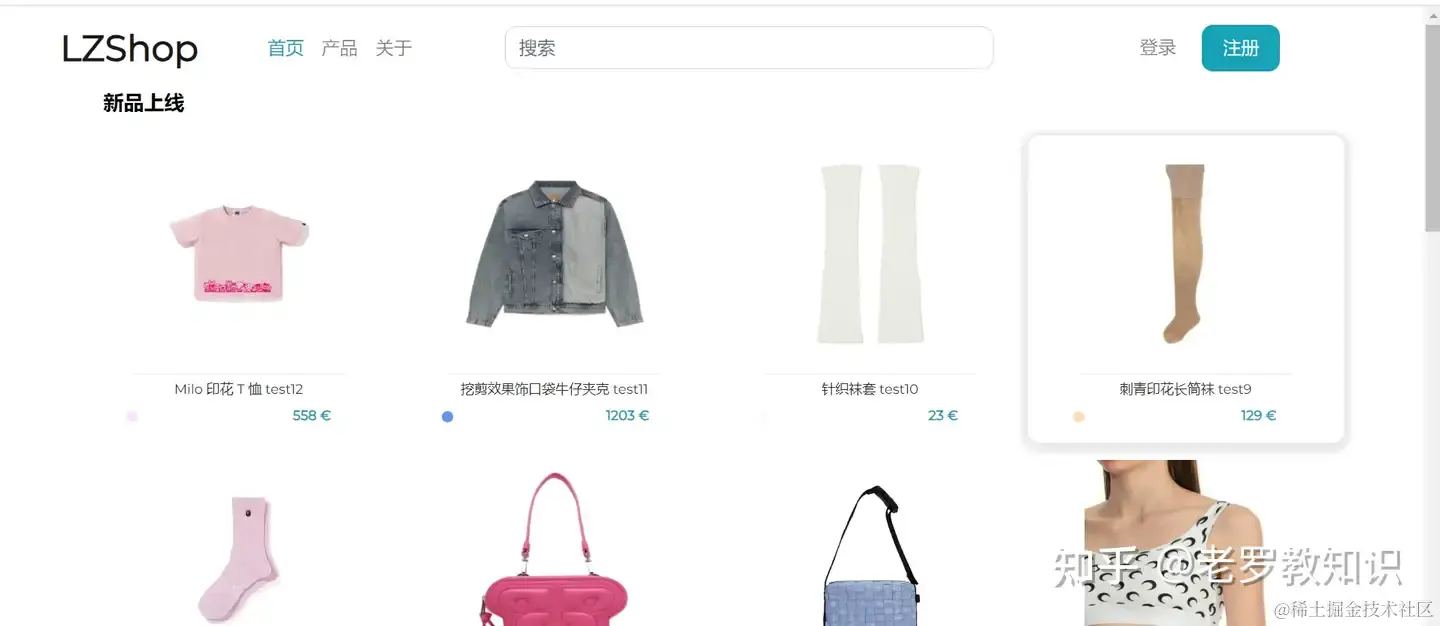 LZShop 首页 产品 关于 搜索 登录 注册
新品上线
Milo 印花 T 恤 test12
558 €
挖剪效果饰口袋牛仔夹克 test11
1203 €
针织袜套 test10
23 €
刺青印花长筒袜 test9
129 €
知乎 @老罗教知识
@稀土掘金技术社区